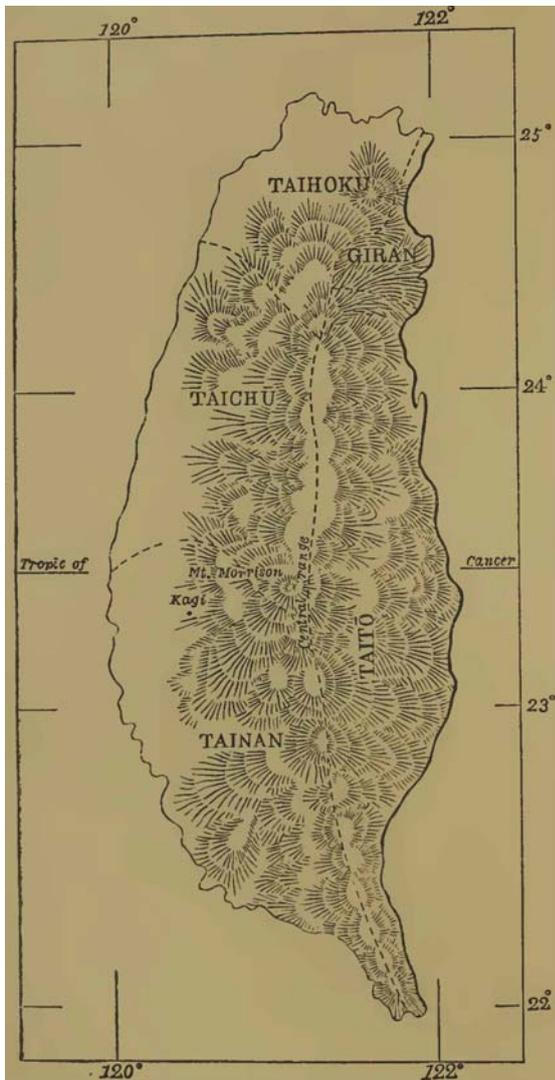 120°
122°
25°
TAIHOKU
GIRAN
24°
TAICHŪ
Tropic of
Cancer
Mt. Morrison
Central range
Kagi
TAITŌ
23°
TAINAN
22°
120°
122°